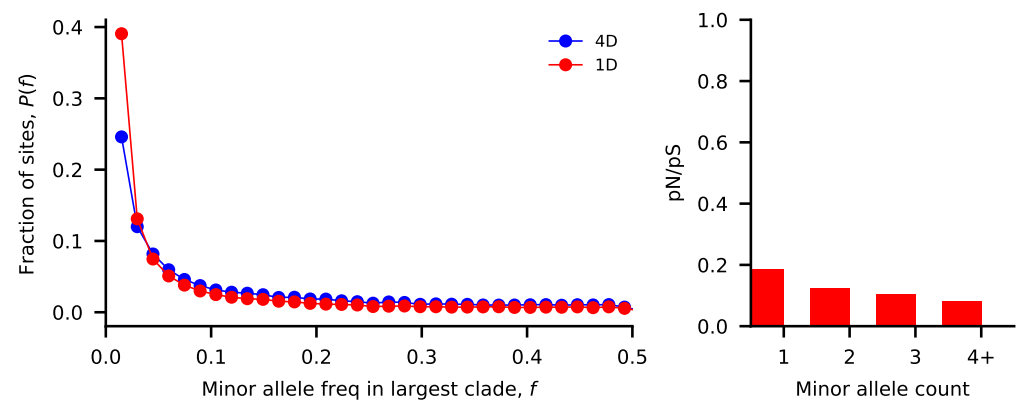 0.4
0.3
0.2
0.1
0.0
Fraction of sites, P(f)
0.0 0.1 0.2 0.3 0.4 0.5
Minor allele freq in largest clade, f
4D
1D
1.0
0.8
0.6
0.4
0.2
0.0
pN/pS
1 2 3 4+
Minor allele count